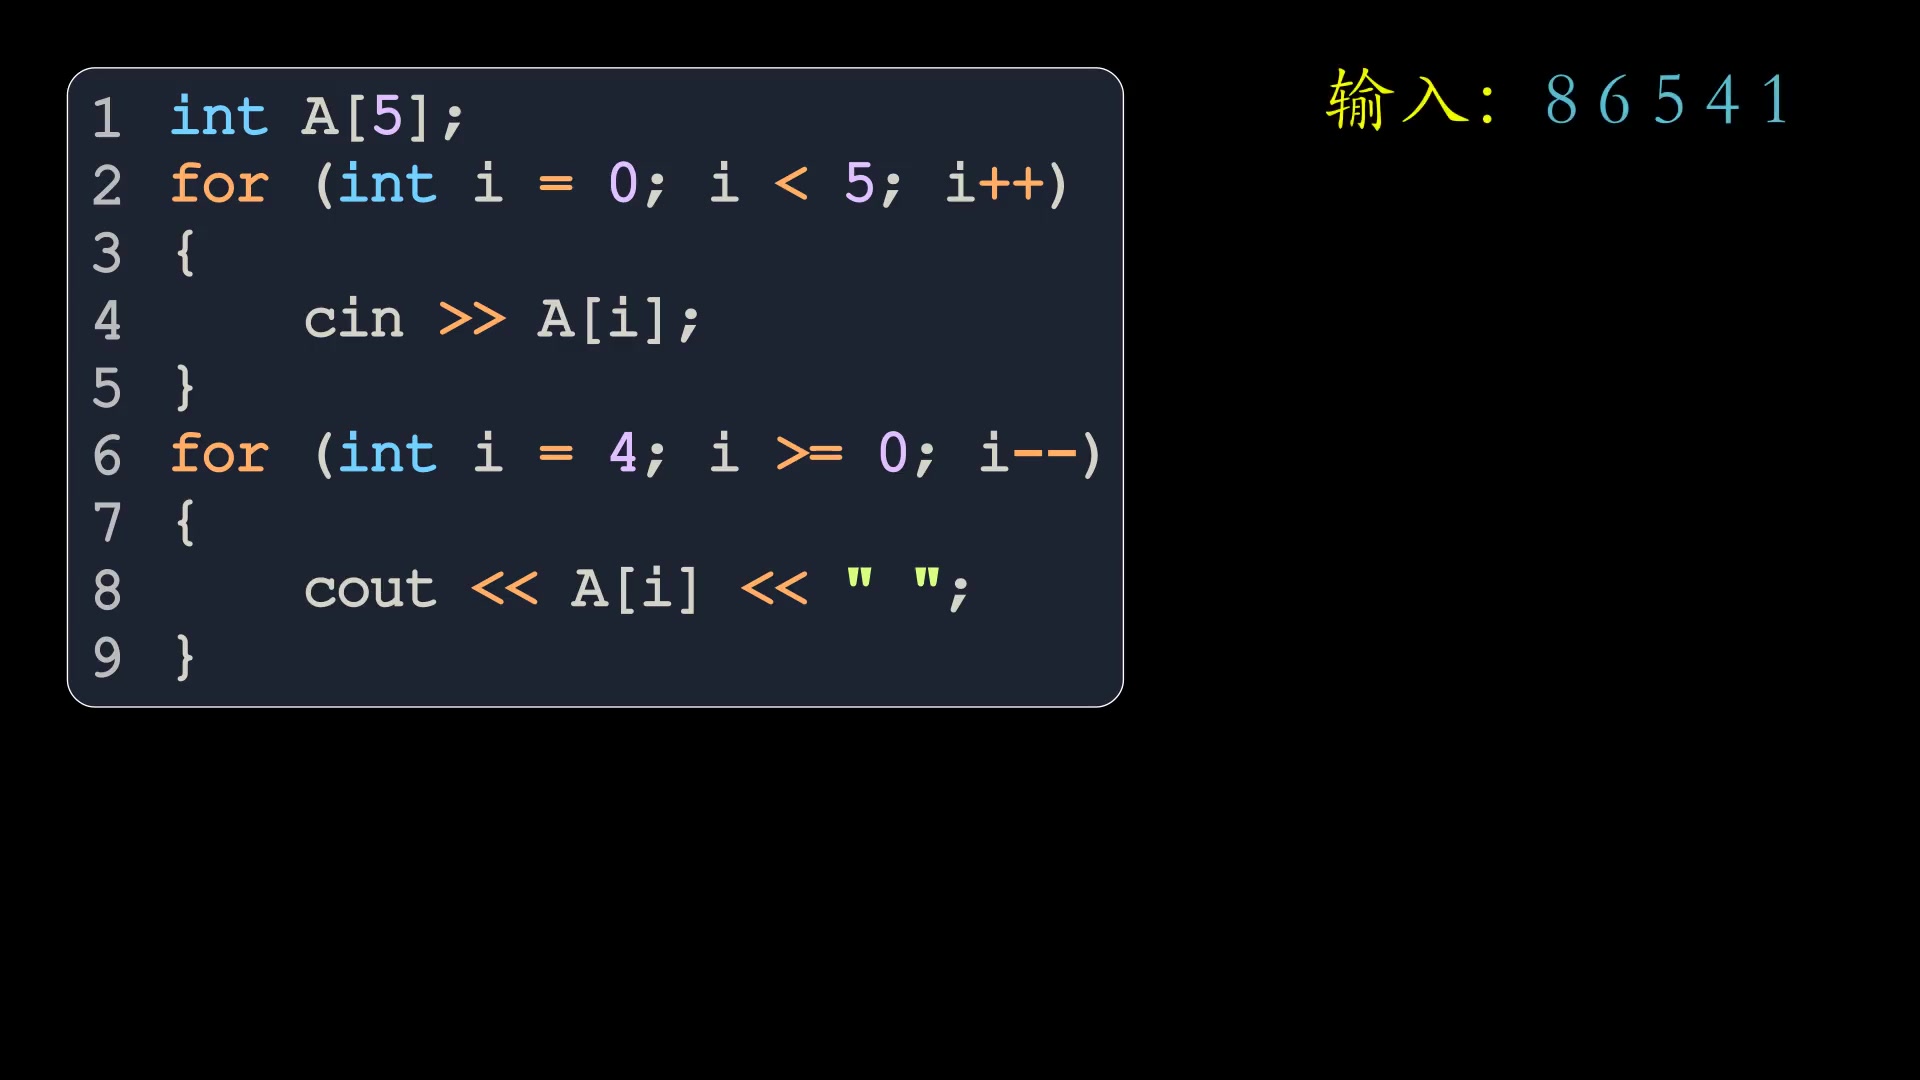 1 int A[5];
2 for (int i = 0; i < 5; i++)
3 {
4     cin >> A[i];
5 }
6 for (int i = 4; i >= 0; i--)
7 {
8     cout << A[i] << " ";
9 }
输入: 8 6 5 4 1